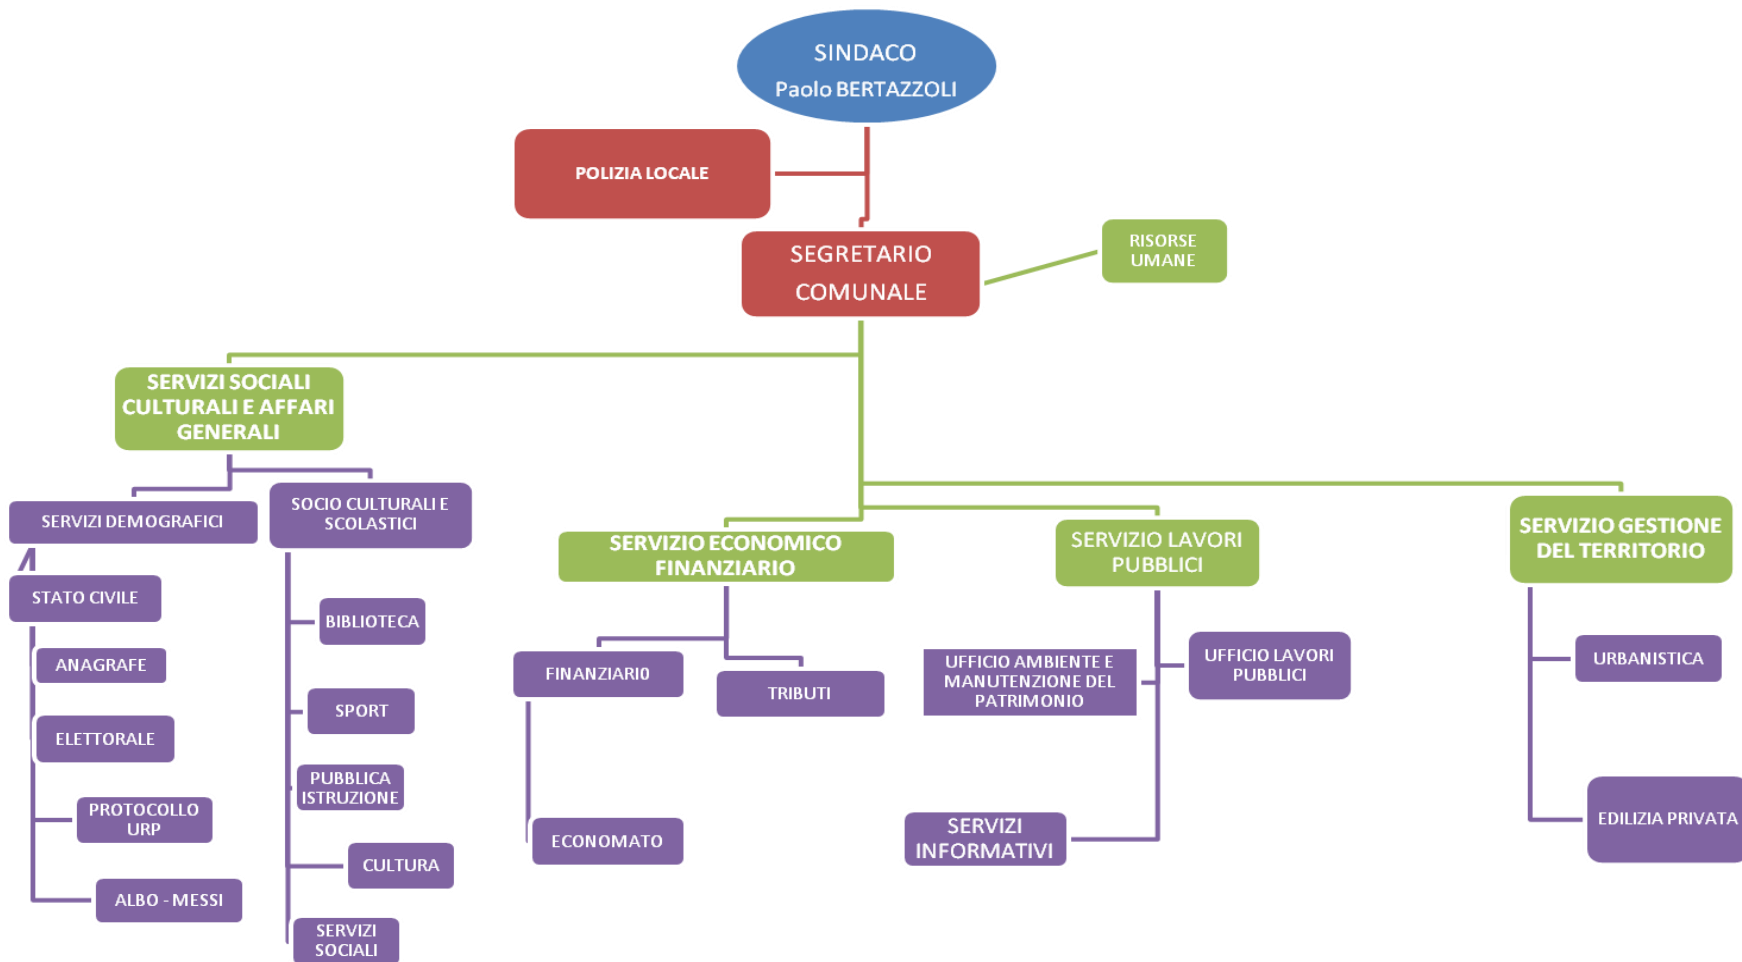 SINDACO
Paolo BERTAZZOLI
POLIZIA LOCALE
SEGRETARIO
COMUNALE
RISORSE
UMANE
SERVIZI SOCIALI
CULTURALI E AFFARI
GENERALI
SERVIZI DEMOGRAFICI
STATO CIVILE
ANAGRAFE
ELETTORALE
PROTOCOLLO
URP
ALBO - MESSI
SOCIO CULTURALI E
SCOLASTICI
BIBLIOTECA
SPORT
PUBBLICA
ISTRUZIONE
CULTURA
SERVIZI
SOCIALI
SERVIZIO ECONOMICO
FINANZIARIO
FINANZIARI0
TRIBUTI
ECONOMATO
SERVIZIO LAVORI
PUBBLICI
UFFICIO AMBIENTE E
MANUTENZIONE DEL
PATRIMONIO
UFFICIO LAVORI
PUBBLICI
SERVIZI
INFORMATIVI
SERVIZIO GESTIONE
DEL TERRITORIO
URBANISTICA
EDILIZIA PRIVATA